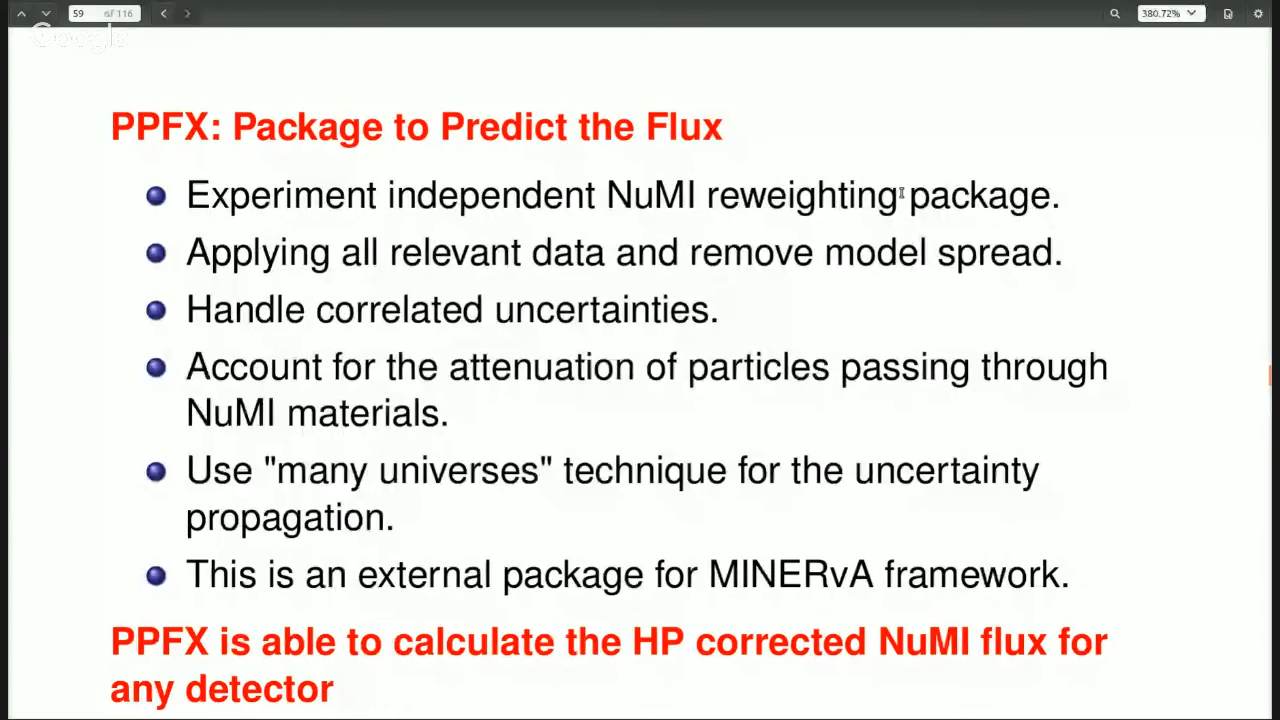 59 of 116
380,72%
Google
PPFX: Package to Predict the Flux
Experiment independent NuMI reweighting package.
Applying all relevant data and remove model spread.
Handle correlated uncertainties.
Account for the attenuation of particles passing through
NuMI materials.
Use "many universes" technique for the uncertainty
propagation.
This is an external package for MINERvA framework.
PPFX is able to calculate the HP corrected NuMI flux for
any detector